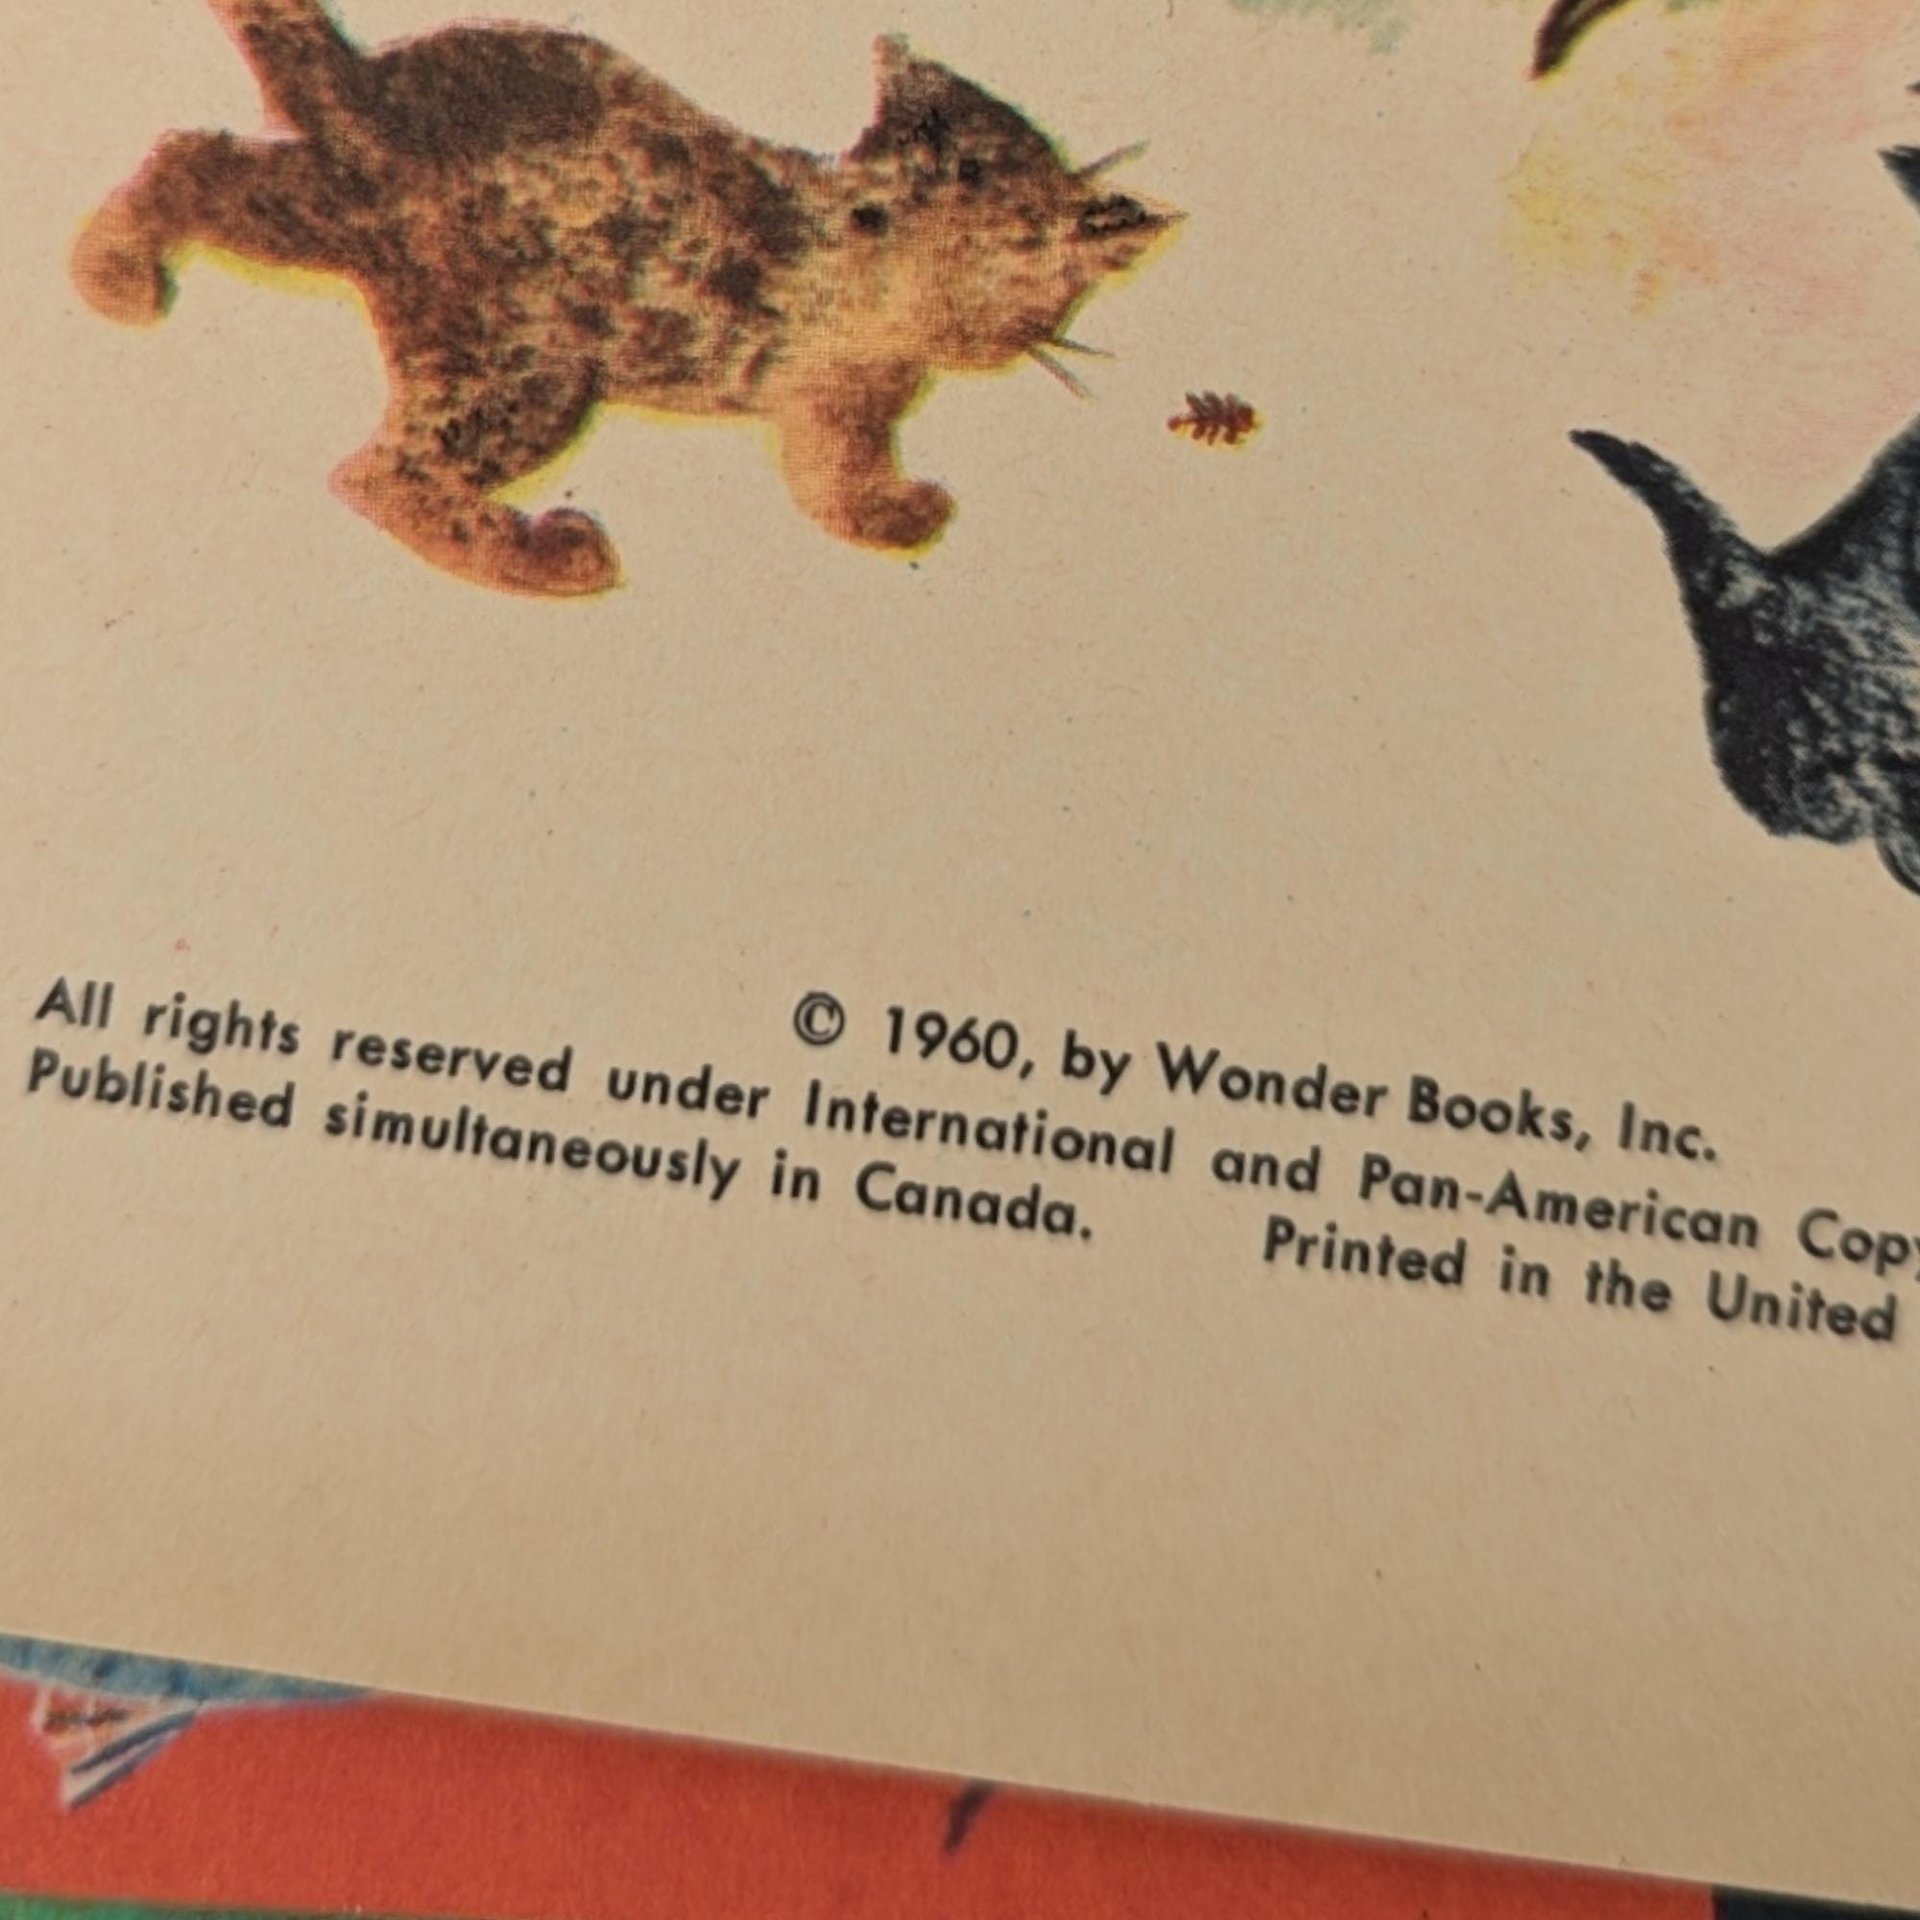 © 1960, by Wonder Books, Inc.
All rights reserved under International and Pan-American
Published simultaneously in Canada. Printed in the United